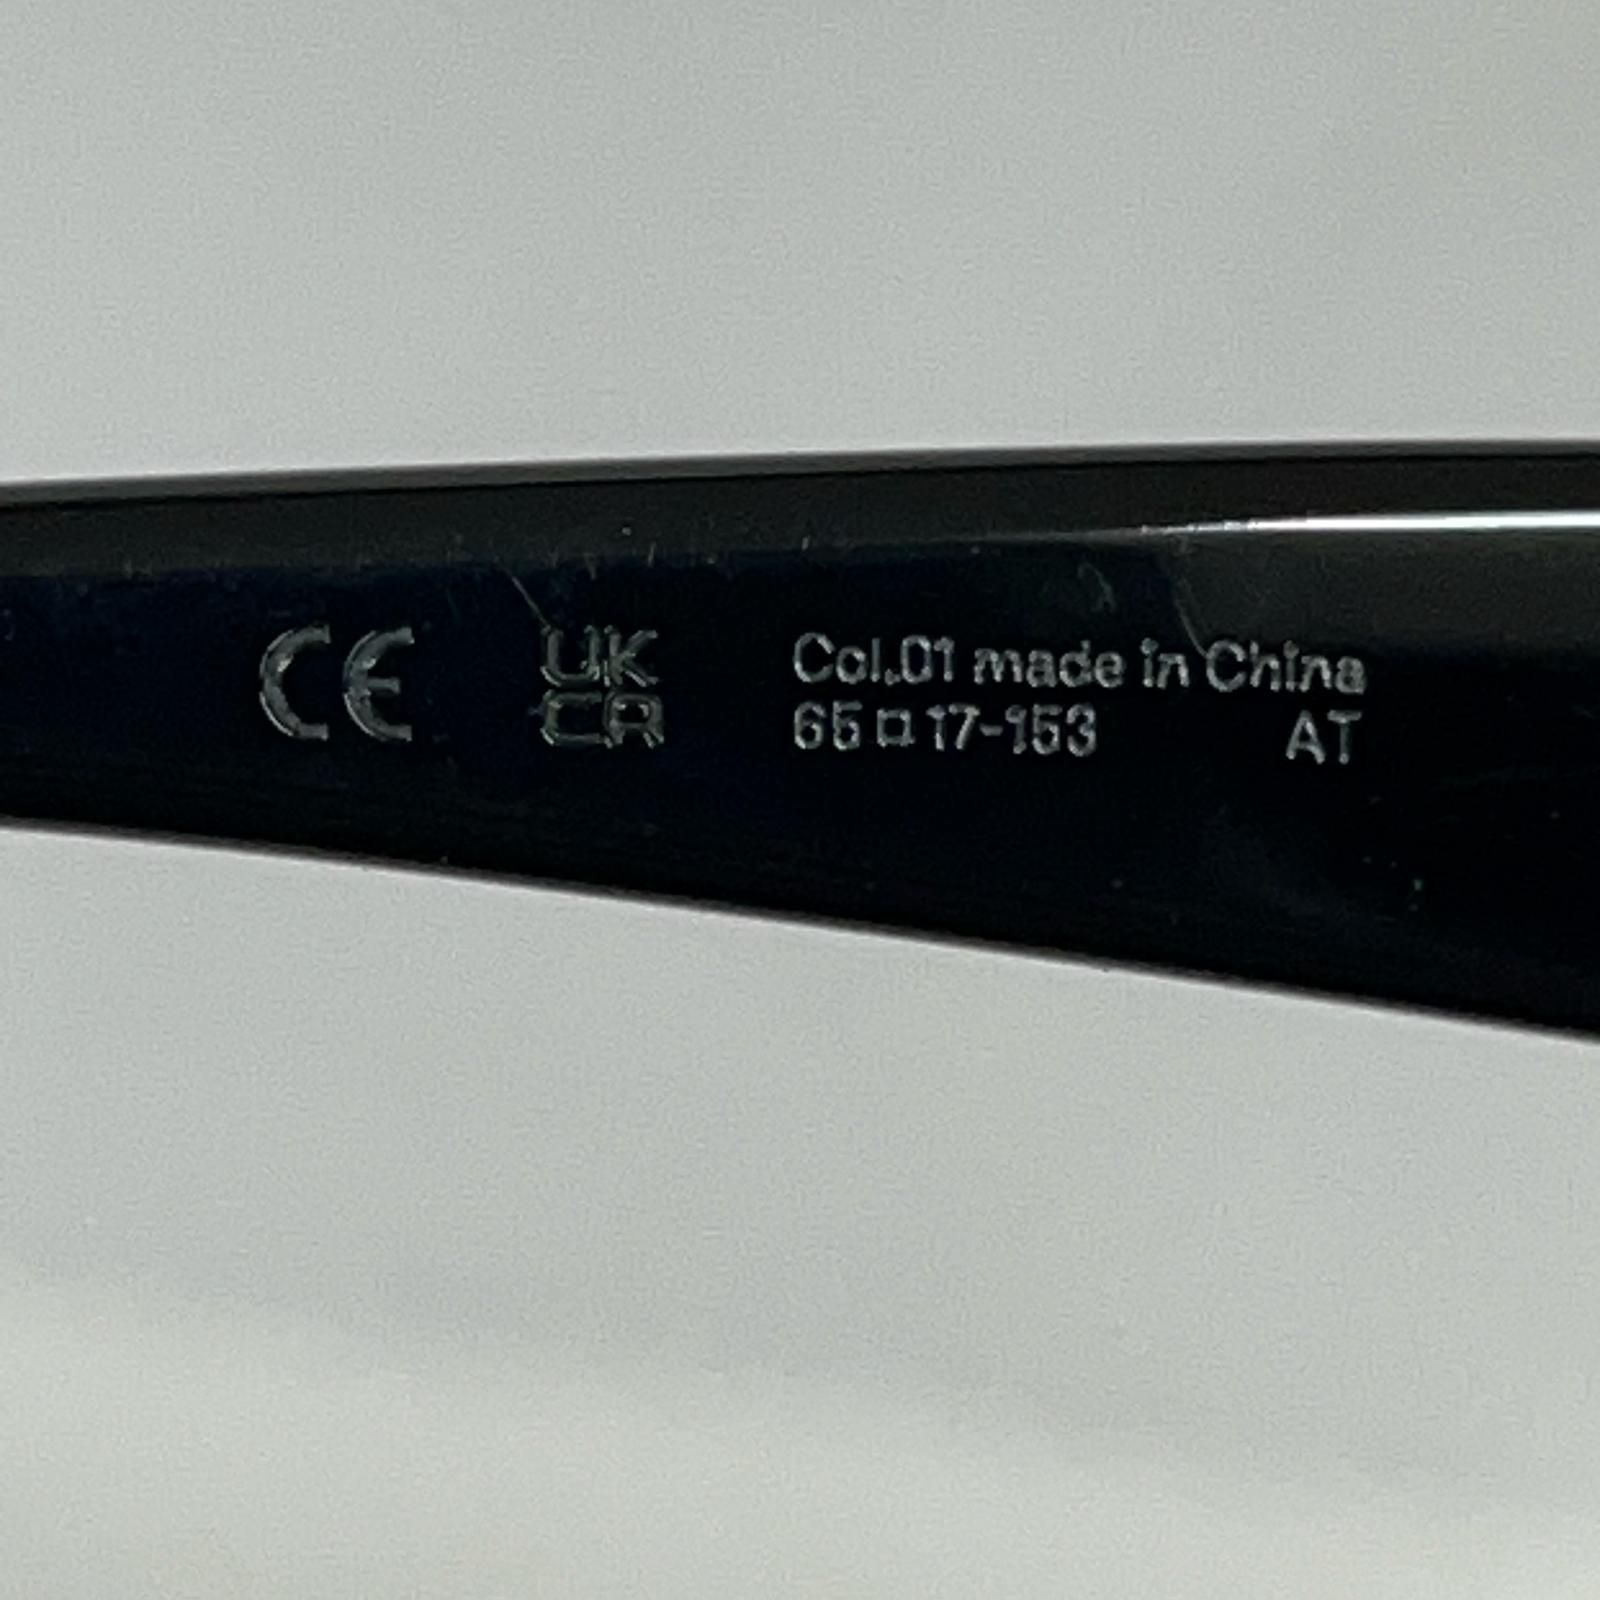 CE UK CA Col.01 made in China
65□17-153 AT